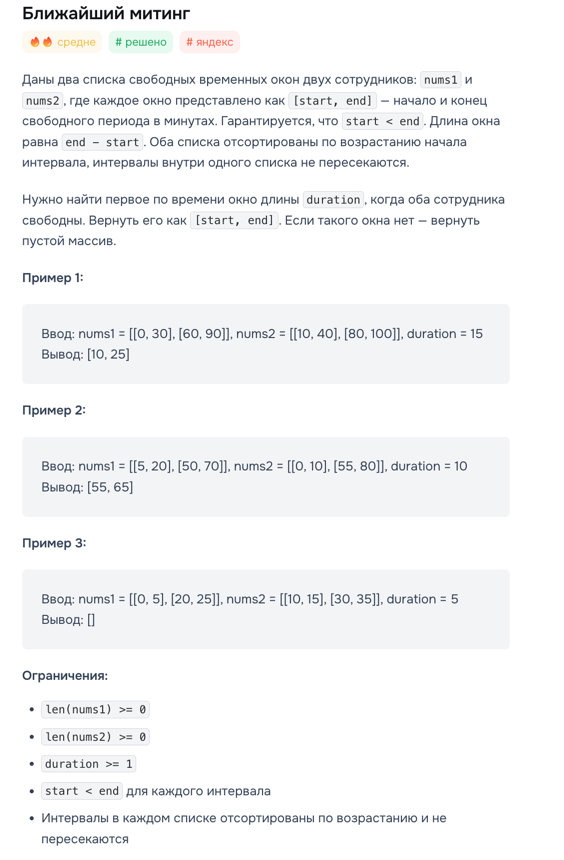 Ближайший митинг
🔥🔥 средне # решено # яндекс
Даны два списка свободных временных окон двух сотрудников: nums1 и
nums2, где каждое окно представлено как [start, end] — начало и конец
свободного периода в минутах. Гарантируется, что start < end. Длина окна
равна end - start. Оба списка отсортированы по возрастанию начала
интервала, интервалы внутри одного списка не пересекаются.
Нужно найти первое по времени окно длины duration, когда оба сотрудника
свободны. Вернуть его как [start, end]. Если такого окна нет — вернуть
пустой массив.
Пример 1:
Ввод: nums1 = [[0, 30], [60, 90]], nums2 = [[10, 40], [80, 100]], duration = 15
Вывод: [10, 25]
Пример 2:
Ввод: nums1 = [[5, 20], [50, 70]], nums2 = [[0, 10], [55, 80]], duration = 10
Вывод: [55, 65]
Пример 3:
Ввод: nums1 = [[0, 5], [20, 25]], nums2 = [[10, 15], [30, 35]], duration = 5
Вывод: []
Ограничения:
• len(nums1) >= 0
• len(nums2) >= 0
• duration >= 1
• start < end для каждого интервала
• Интервалы в каждом списке отсортированы по возрастанию и не
пересекаются